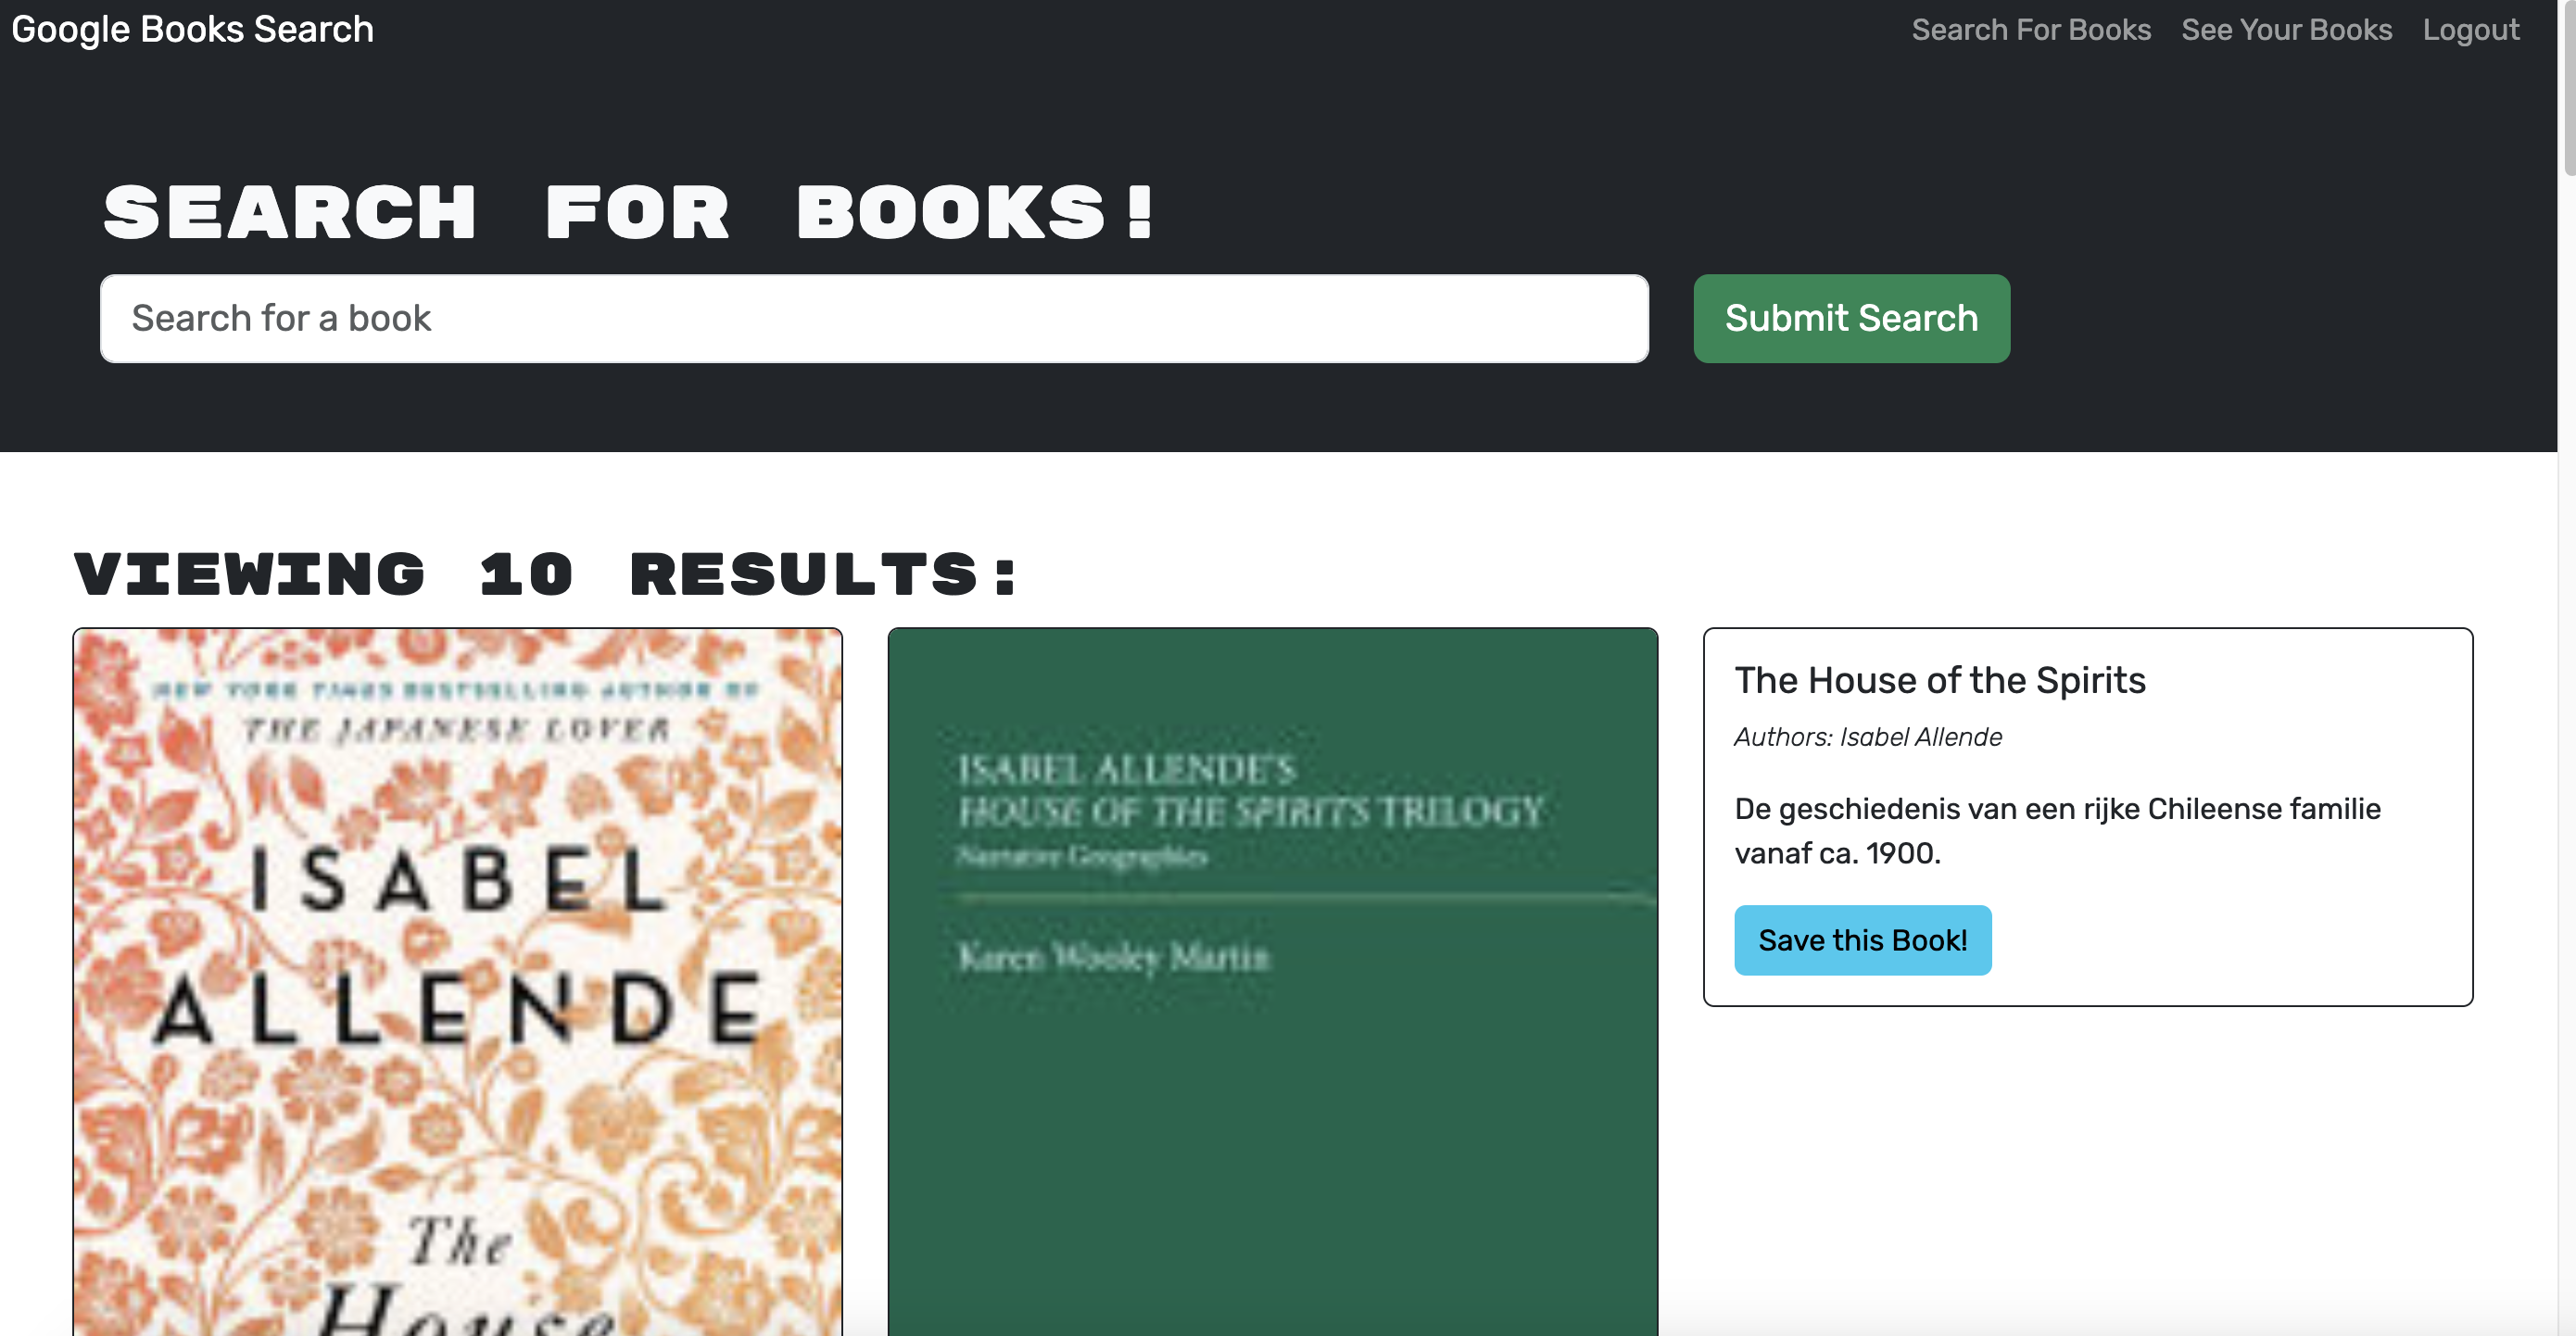 Google Books Search
Search For Books See Your Books Logout
SEARCH FOR BOOKS!
Search for a book
Submit Search
VIEWING 10 RESULTS:
NEW YORK TIMES BESTSELLING AUTHOR OF
THE JAPANESE LOVER
ISABEL
ALLENDE
The
House
ISABEL ALLENDE'S
HOUSE OF THE SPIRITS TRILOGY
Narrative Geographies
Karen Wooley Martin
The House of the Spirits
Authors: Isabel Allende
De geschiedenis van een rijke Chileense familie
vanaf ca. 1900.
Save this Book!